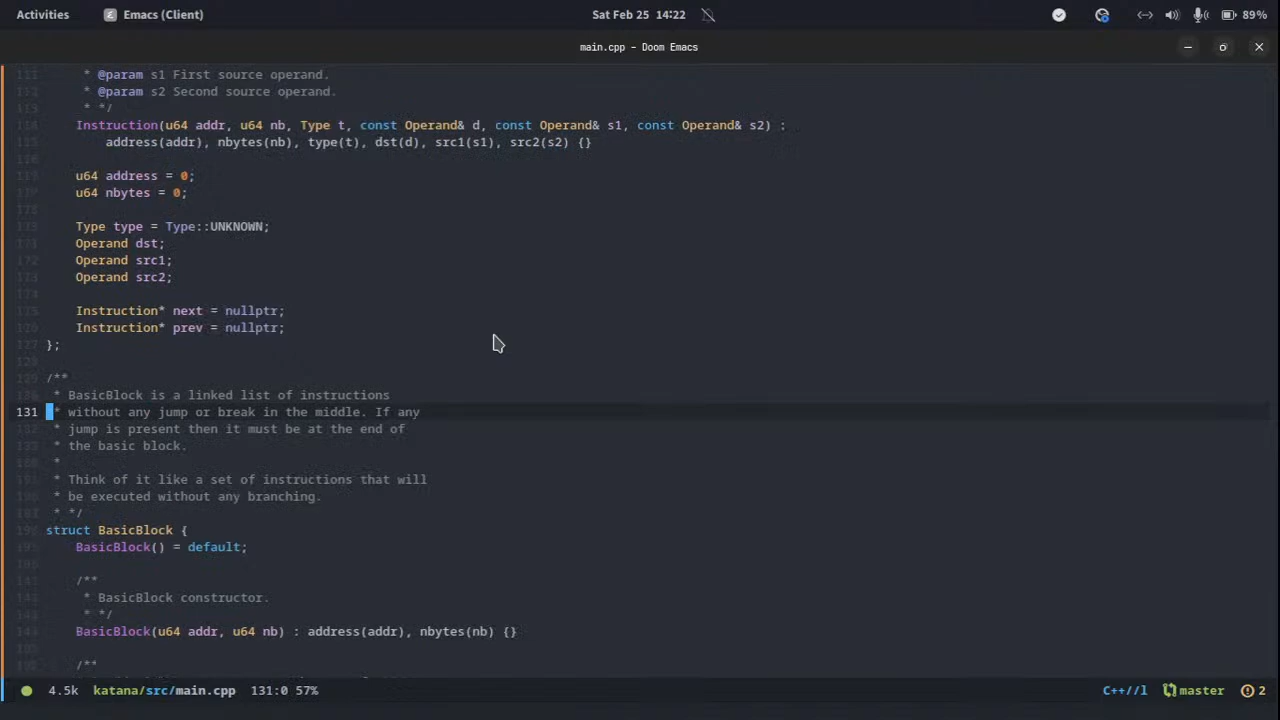 Activities
Emacs (Client)
Sat Feb 25 14:22
89%
main.cpp – Doom Emacs
* @param s1 First source operand.
* @param s2 Second source operand.
* */
Instruction(u64 addr, u64 nb, Type t, const Operand& d, const Operand& s1, const Operand& s2) :
address(addr), nbytes(nb), type(t), dst(d), src1(s1), src2(s2) {}
u64 address = 0;
u64 nbytes = 0;
Type type = Type::UNKNOWN;
Operand dst;
Operand src1;
Operand src2;
Instruction* next = nullptr;
Instruction* prev = nullptr;
};
/**
* BasicBlock is a linked list of instructions
131 * without any jump or break in the middle. If any
* jump is present then it must be at the end of
* the basic block.
*
* Think of it like a set of instructions that will
* be executed without any branching.
* */
struct BasicBlock {
BasicBlock() = default;
/**
* BasicBlock constructor.
* */
BasicBlock(u64 addr, u64 nb) : address(addr), nbytes(nb) {}
/**
4.5k katana/src/main.cpp 131:0 57%
C++//l master 2